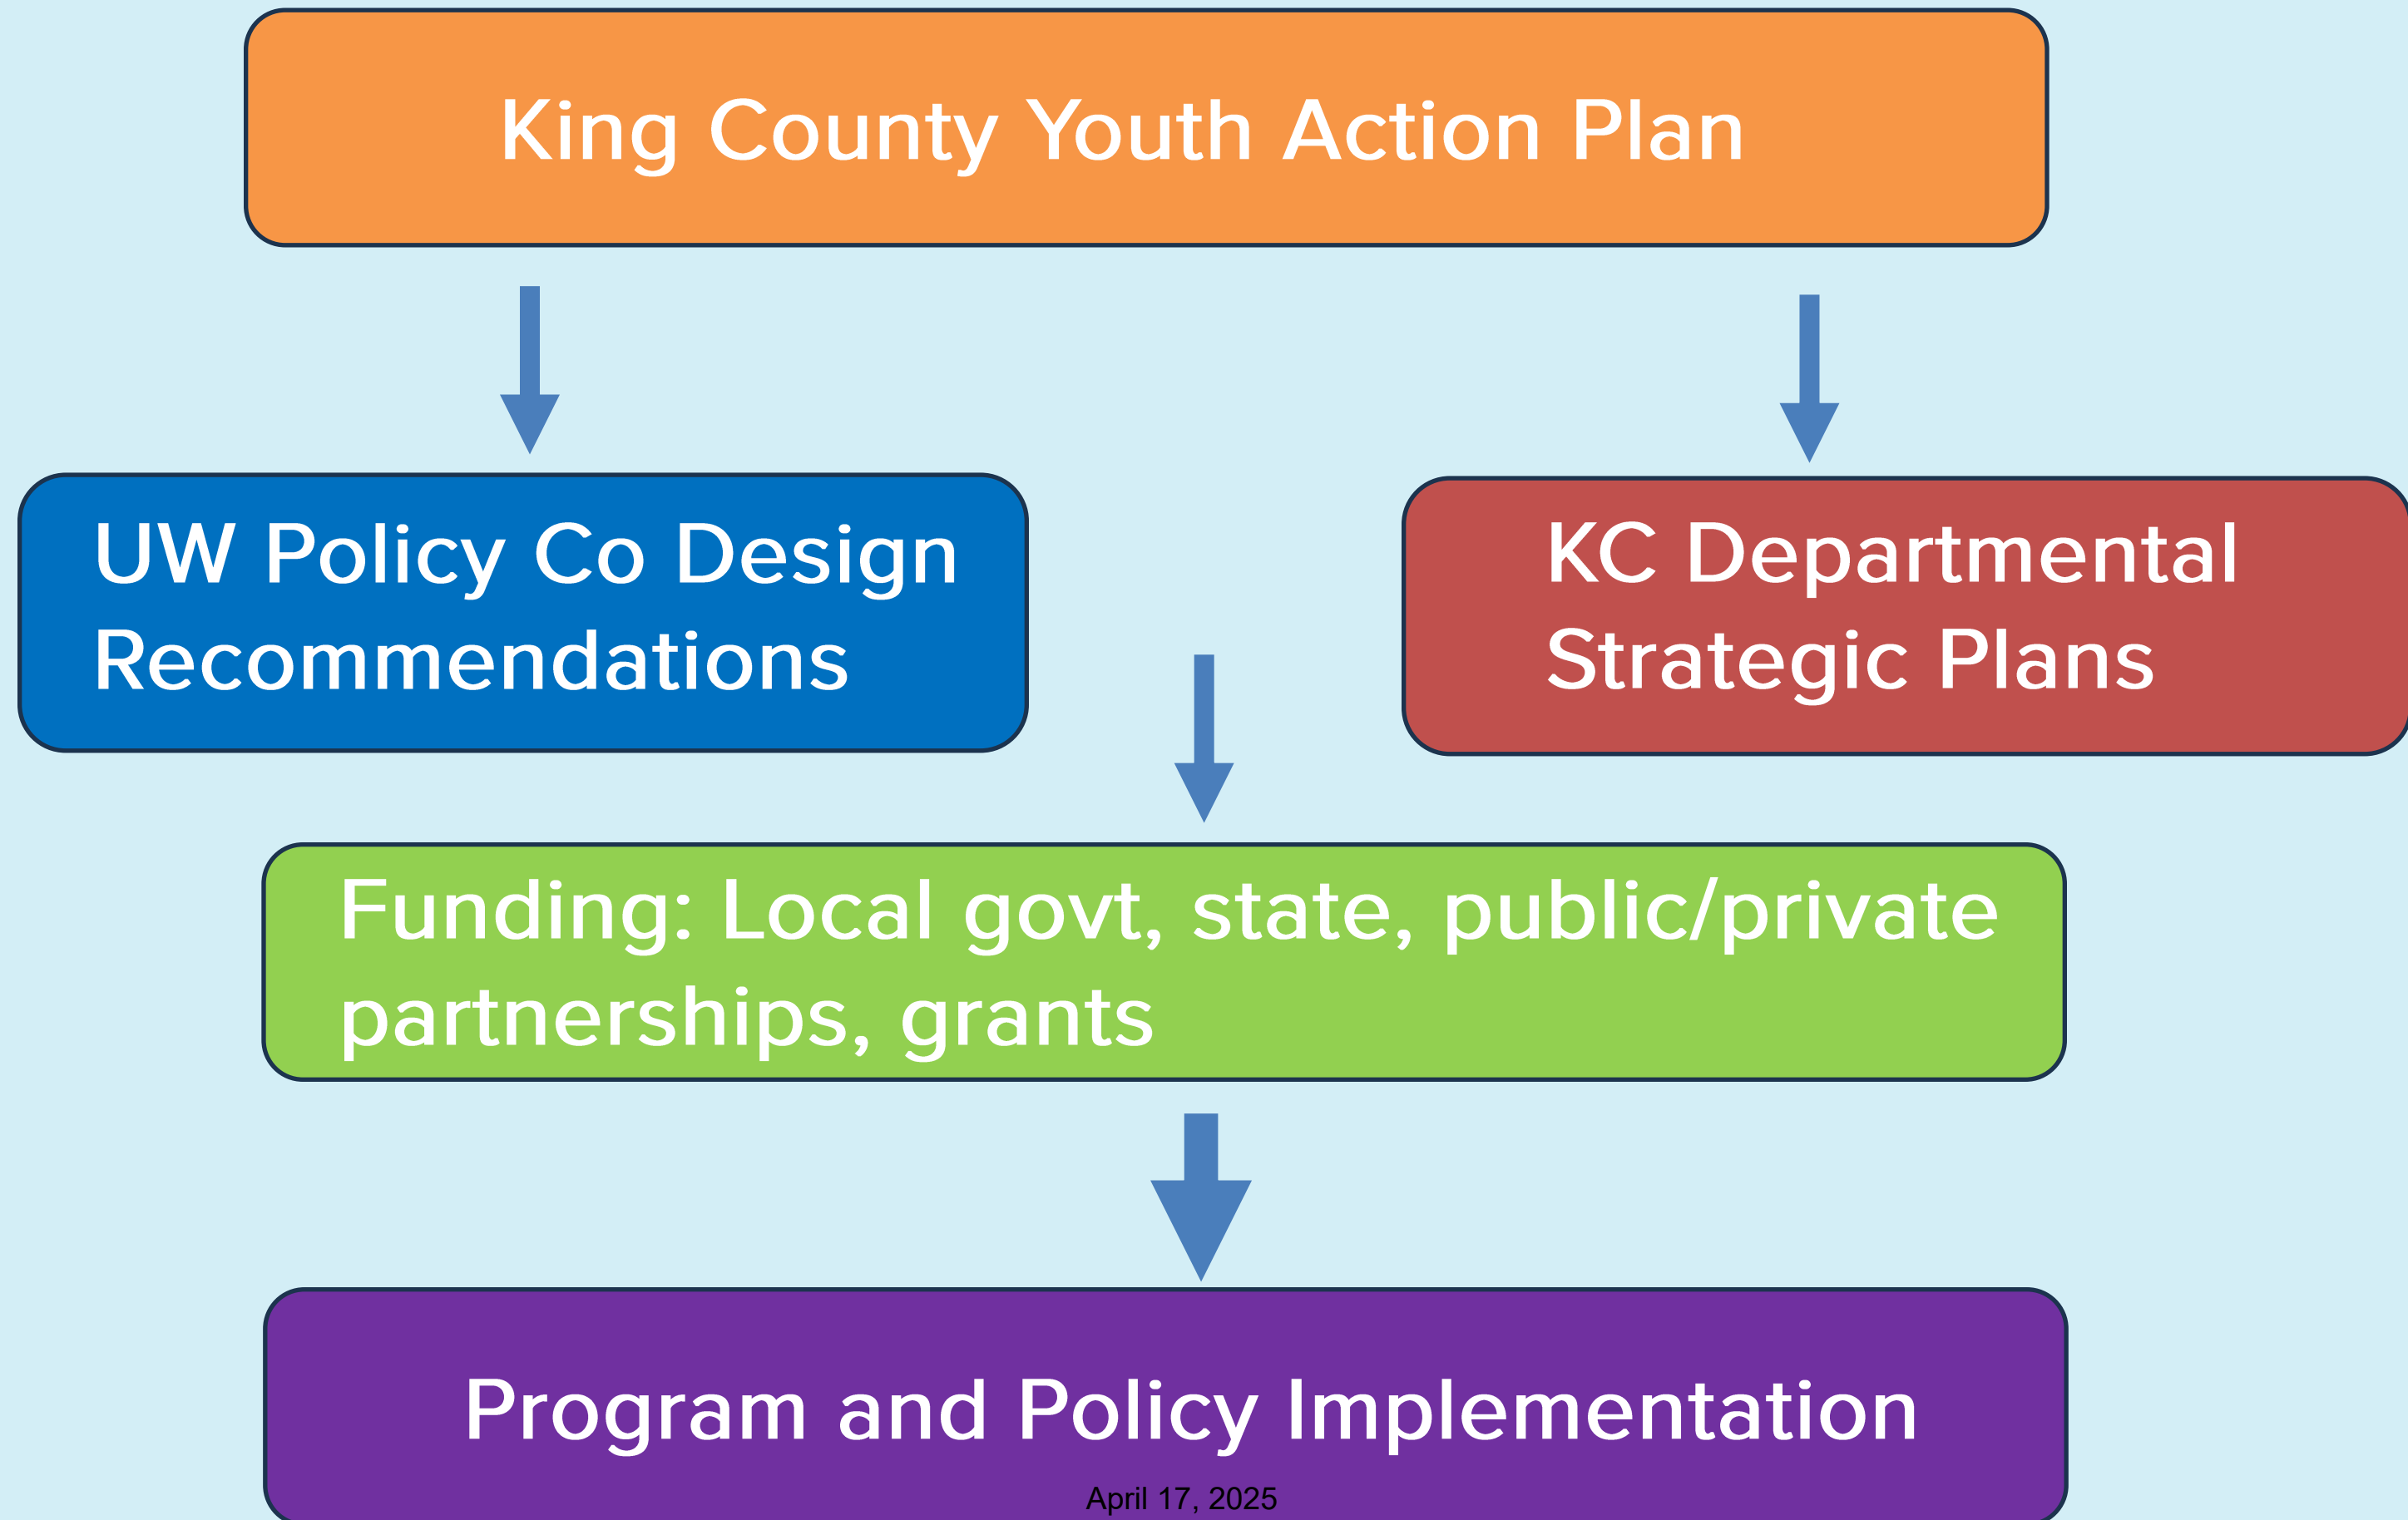 King County Youth Action Plan
UW Policy Co Design
Recommendations
KC Departmental
Strategic Plans
Funding: Local govt, state, public/private
partnerships, grants
Program and Policy Implementation
April 17, 2025